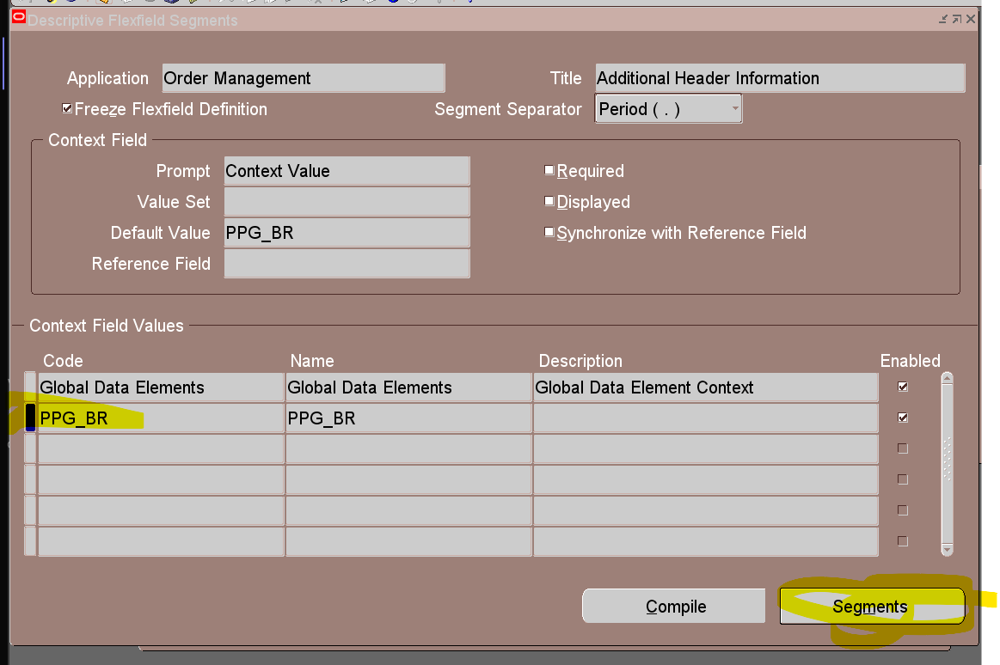 Descriptive Flexfield Segments
Application Order Management Title Additional Header Information
Freeze Flexfield Definition Segment Separator Period ( . )
Context Field
Prompt Context Value Required
Value Set Displayed
Default Value PPG_BR Synchronize with Reference Field
Reference Field
Context Field Values
Code Name Description Enabled
Global Data Elements Global Data Elements Global Data Element Context
PPG_BR PPG_BR
Compile Segments